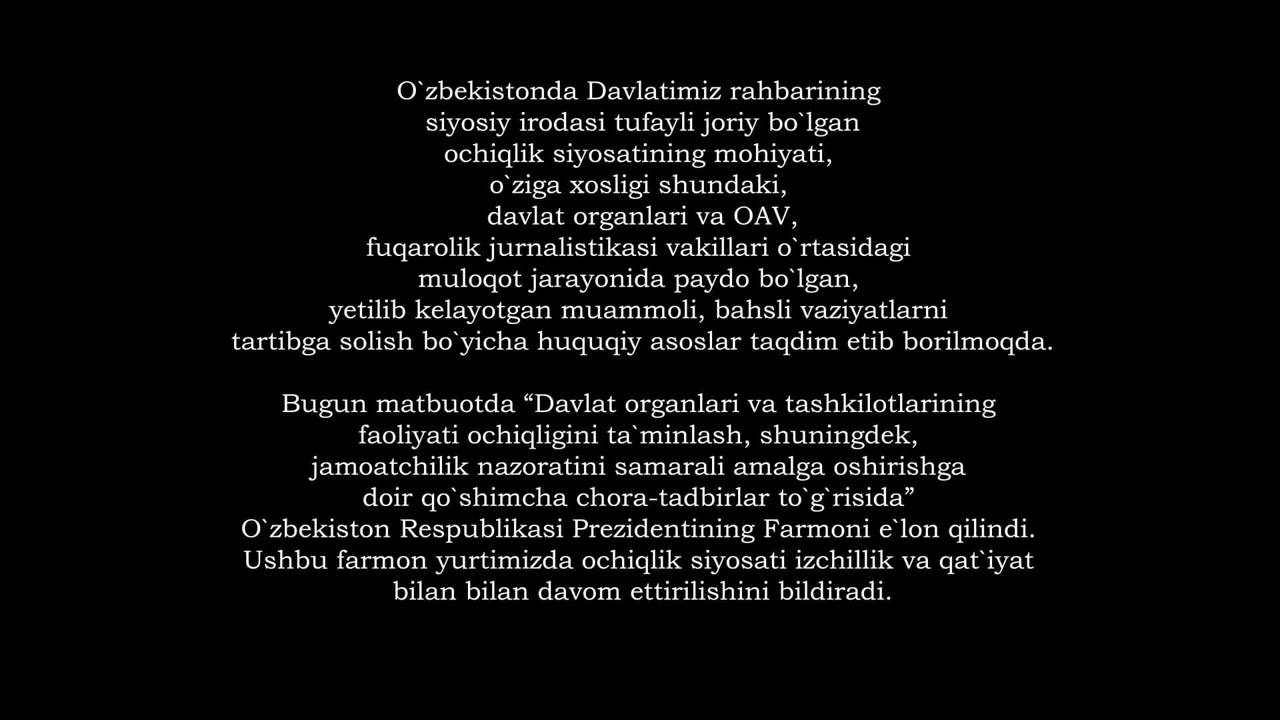 O`zbekistonda Davlatimiz rahbarining
siyosiy irodasi tufayli joriy bo`lgan
ochiqlik siyosatining mohiyati,
o`ziga xosligi shundaki,
davlat organlari va OAV,
fuqarolik jurnalistikasi vakillari o`rtasidagi
muloqot jarayonida paydo bo`lgan,
yetilib kelayotgan muammoli, bahsli vaziyatlarni
tartibga solish bo`yicha huquqiy asoslar taqdim etib borilmoqda.
Bugun matbuotda “Davlat organlari va tashkilotlarining
faoliyati ochiqligini ta`minlash, shuningdek,
jamoatchilik nazoratini samarali amalga oshirishga
doir qo`shimcha chora-tadbirlar to`g`risida”
O`zbekiston Respublikasi Prezidentining Farmoni e`lon qilindi.
Ushbu farmon yurtimizda ochiqlik siyosati izchillik va qat`iyat
bilan bilan davom ettirilishini bildiradi.